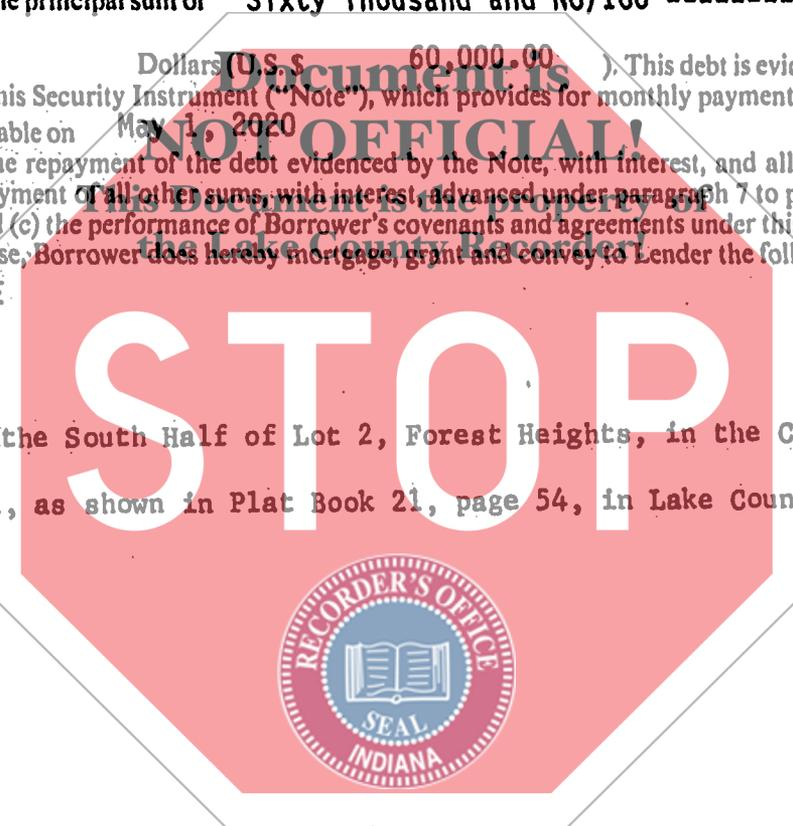 he principal sum of Sixty Thousand and No/100 ---------
Dollars (U.S. $ 60,000.00 ). This debt is evid
Document is
his Security Instrument ("Note"), which provides for monthly payment
able on May 1, 2020
NOT OFFICIAL!
he repayment of the debt evidenced by the Note, with interest, and all
yment of all other sums, with interest, advanced under paragraph 7 to p
This Document is the property of
(c) the performance of Borrower's covenants and agreements under thi
the Lake County Recorder!
se, Borrower does hereby mortgage, grant and convey to Lender the foll
STOP
the South Half of Lot 2, Forest Heights, in the C
, as shown in Plat Book 21, page 54, in Lake Coun
RECORDER'S OFFICE
SEAL
INDIANA